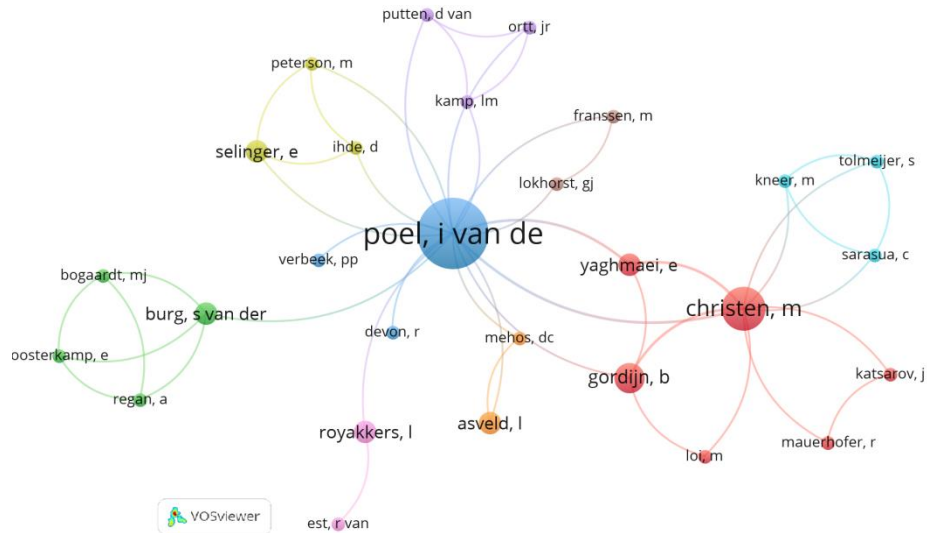 putten, d van
ortt, jr
peterson, m
kamp, lm
franssen, m
selinger, e
ihde, d
tolmeijer, s
kneer, m
lokhorst, gj
poel, i van de
verbeek, pp
yaghmaei, e
sarasua, c
bogaardt, mj
burg, s van der
christen, m
devon, r
mehos, dc
oosterkamp, e
gordijn, b
katsarov, j
regan, a
royakkers, l
asveld, l
loi, m
mauerhofer, r
VOSviewer
est, r van